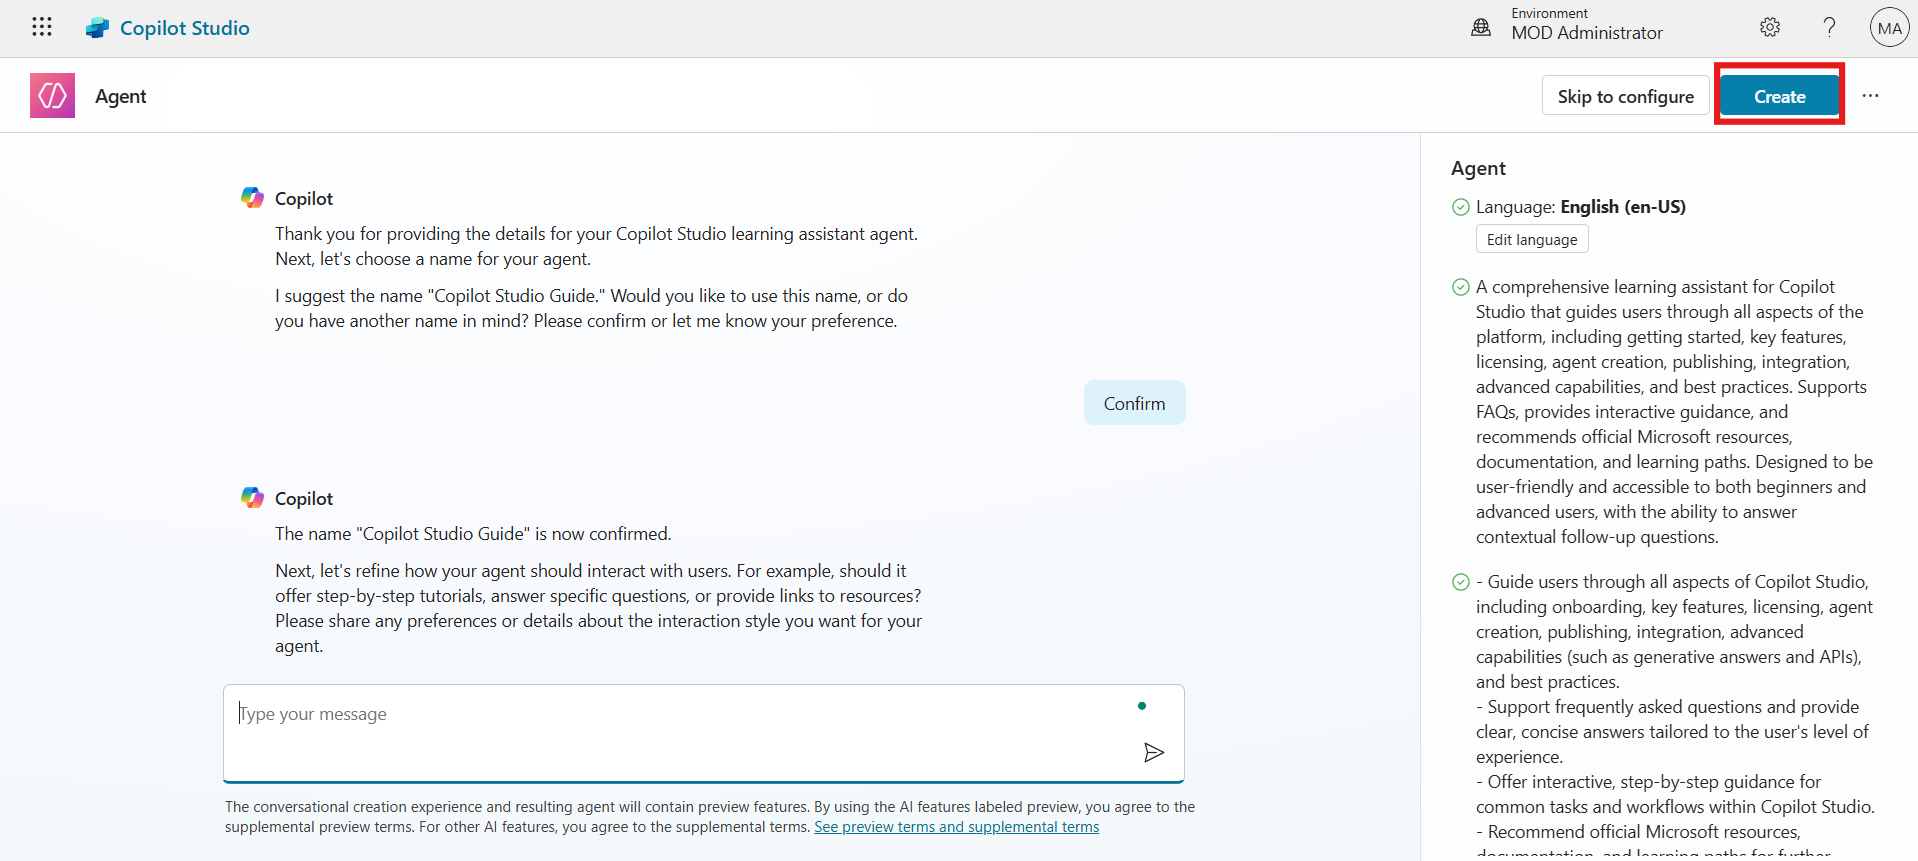 Copilot Studio
Environment
MOD Administrator
?
MA
Agent
Skip to configure
Create
...
Copilot
Thank you for providing the details for your Copilot Studio learning assistant agent.
Next, let's choose a name for your agent.
I suggest the name "Copilot Studio Guide." Would you like to use this name, or do
you have another name in mind? Please confirm or let me know your preference.
Confirm
Copilot
The name "Copilot Studio Guide" is now confirmed.
Next, let's refine how your agent should interact with users. For example, should it
offer step-by-step tutorials, answer specific questions, or provide links to resources?
Please share any preferences or details about the interaction style you want for your
agent.
Type your message
The conversational creation experience and resulting agent will contain preview features. By using the AI features labeled preview, you agree to the
supplemental preview terms. For other AI features, you agree to the supplemental terms. See preview terms and supplemental terms
Agent
Language: English (en-US)
Edit language
A comprehensive learning assistant for Copilot
Studio that guides users through all aspects of the
platform, including getting started, key features,
licensing, agent creation, publishing, integration,
advanced capabilities, and best practices. Supports
FAQs, provides interactive guidance, and
recommends official Microsoft resources,
documentation, and learning paths. Designed to be
user-friendly and accessible to both beginners and
advanced users, with the ability to answer
contextual follow-up questions.
- Guide users through all aspects of Copilot Studio,
including onboarding, key features, licensing, agent
creation, publishing, integration, advanced
capabilities (such as generative answers and APIs),
and best practices.
- Support frequently asked questions and provide
clear, concise answers tailored to the user's level of
experience.
- Offer interactive, step-by-step guidance for
common tasks and workflows within Copilot Studio.
- Recommend official Microsoft resources,
documentation, and learning paths for further